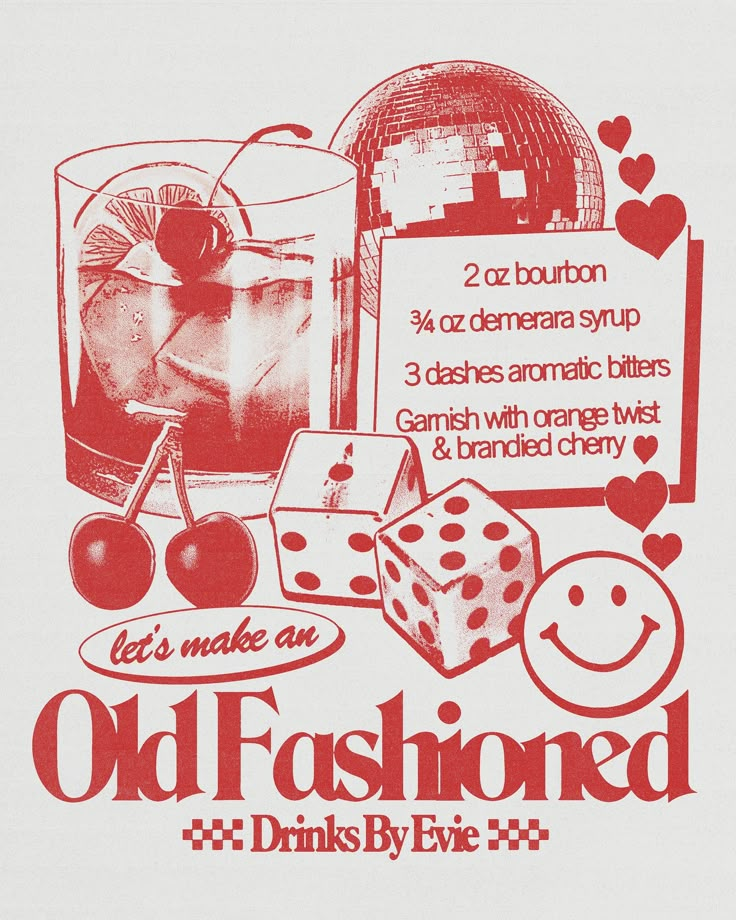 2 oz bourbon
¾ oz demerara syrup
3 dashes aromatic bitters
Garnish with orange twist
& brandied cherry
let's make an
Old Fashioned
Drinks By Evie